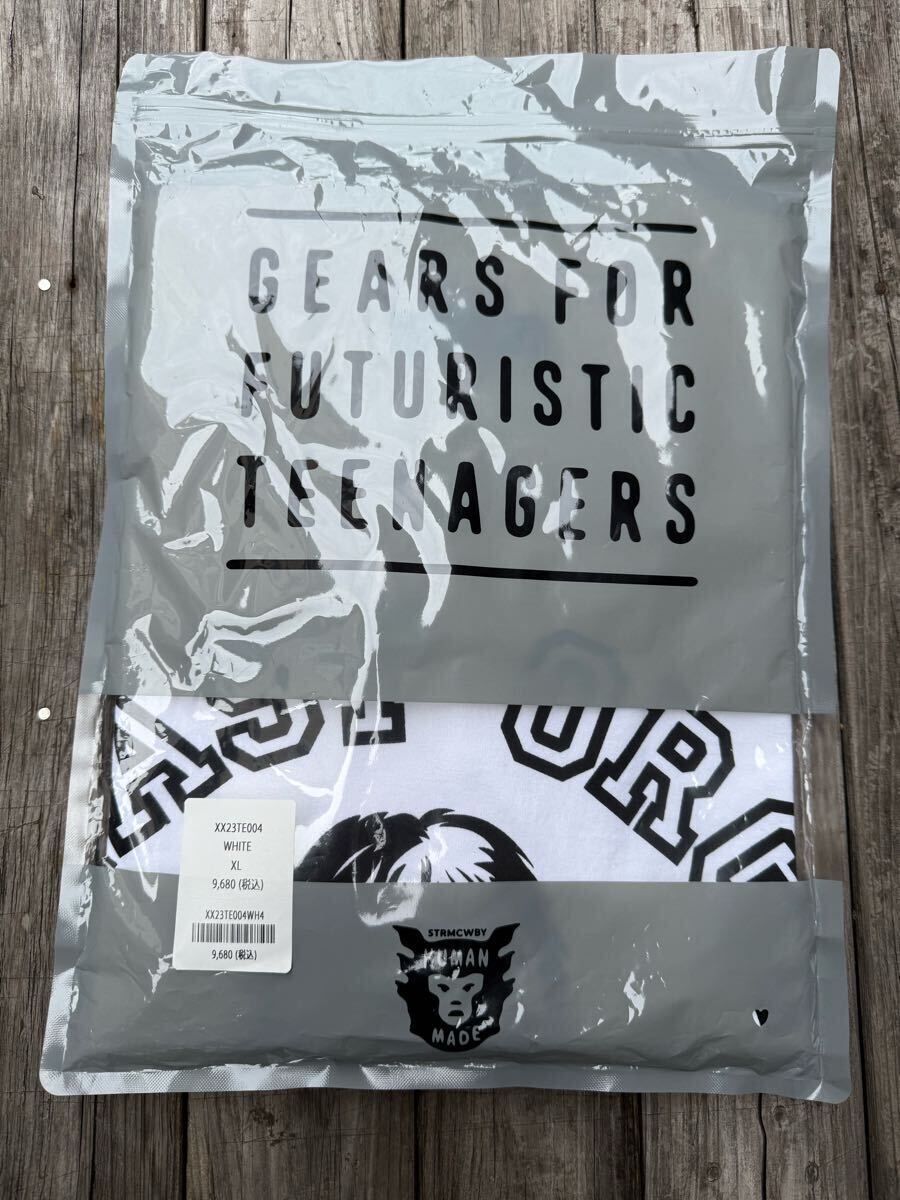 GEARS FOR
FUTURISTIC
TEENAGERS
XX23TE004
WHITE
XL
9,680 (税込)
XX23TE004WH4
9,680 (税込)
STRMCWBY
HUMAN
MADE